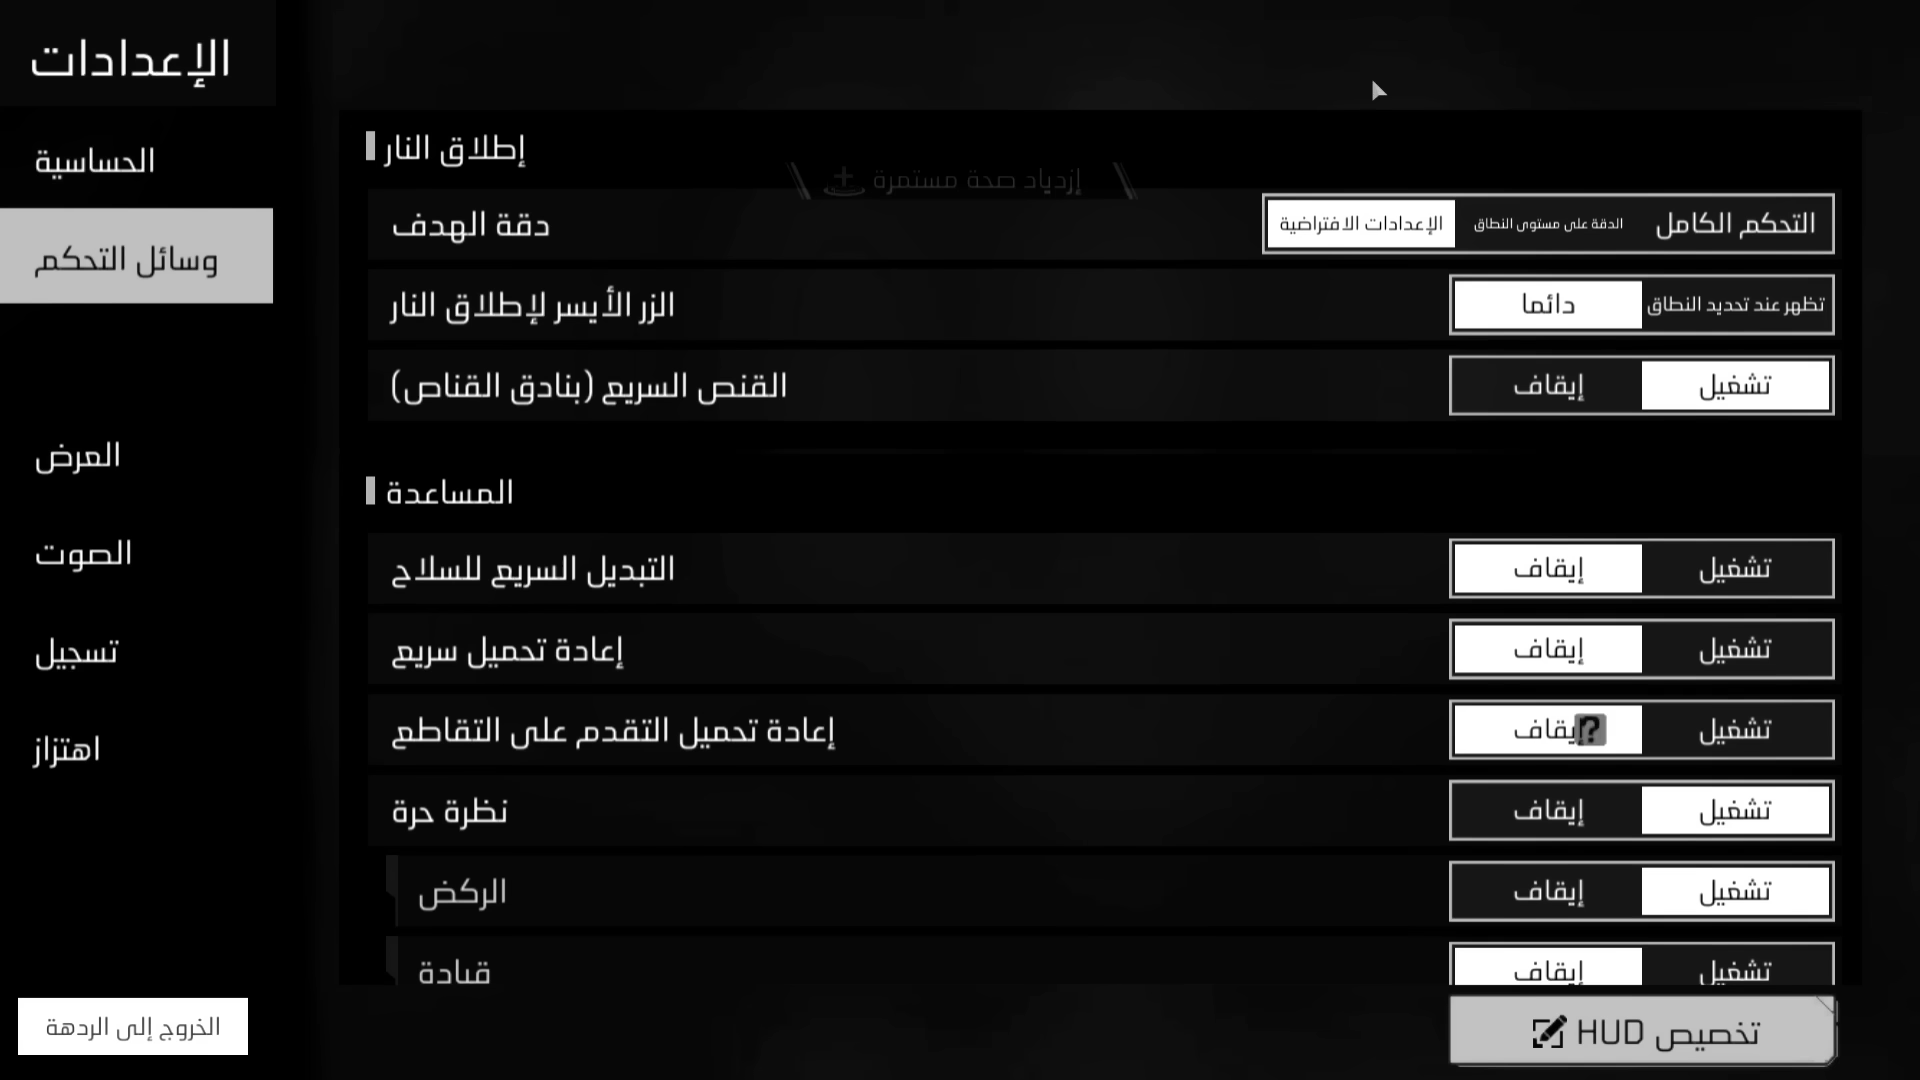 الإعدادات
الحساسية
وسائل التحكم
العرض
الصوت
تسجيل
اهتزاز
الخروج إلى الردهة
إطلاق النار
إزدياد صحة مستمرة
دقة الهدف
التحكم الكامل الدقة على مستوى النطاق الإعدادات الافتراضية
الزر الأيسر لإطلاق النار
تظهر عند تحديد النطاق دائما
القنص السريع (بنادق القناص)
تشغيل إيقاف
المساعدة
التبديل السريع للسلاح
تشغيل إيقاف
إعادة تحميل سريع
تشغيل إيقاف
إعادة تحميل التقدم على التقاطع
تشغيل إيقاف
نظرة حرة
تشغيل إيقاف
الركض
تشغيل إيقاف
قيادة
تشغيل إيقاف
تخصيص HUD